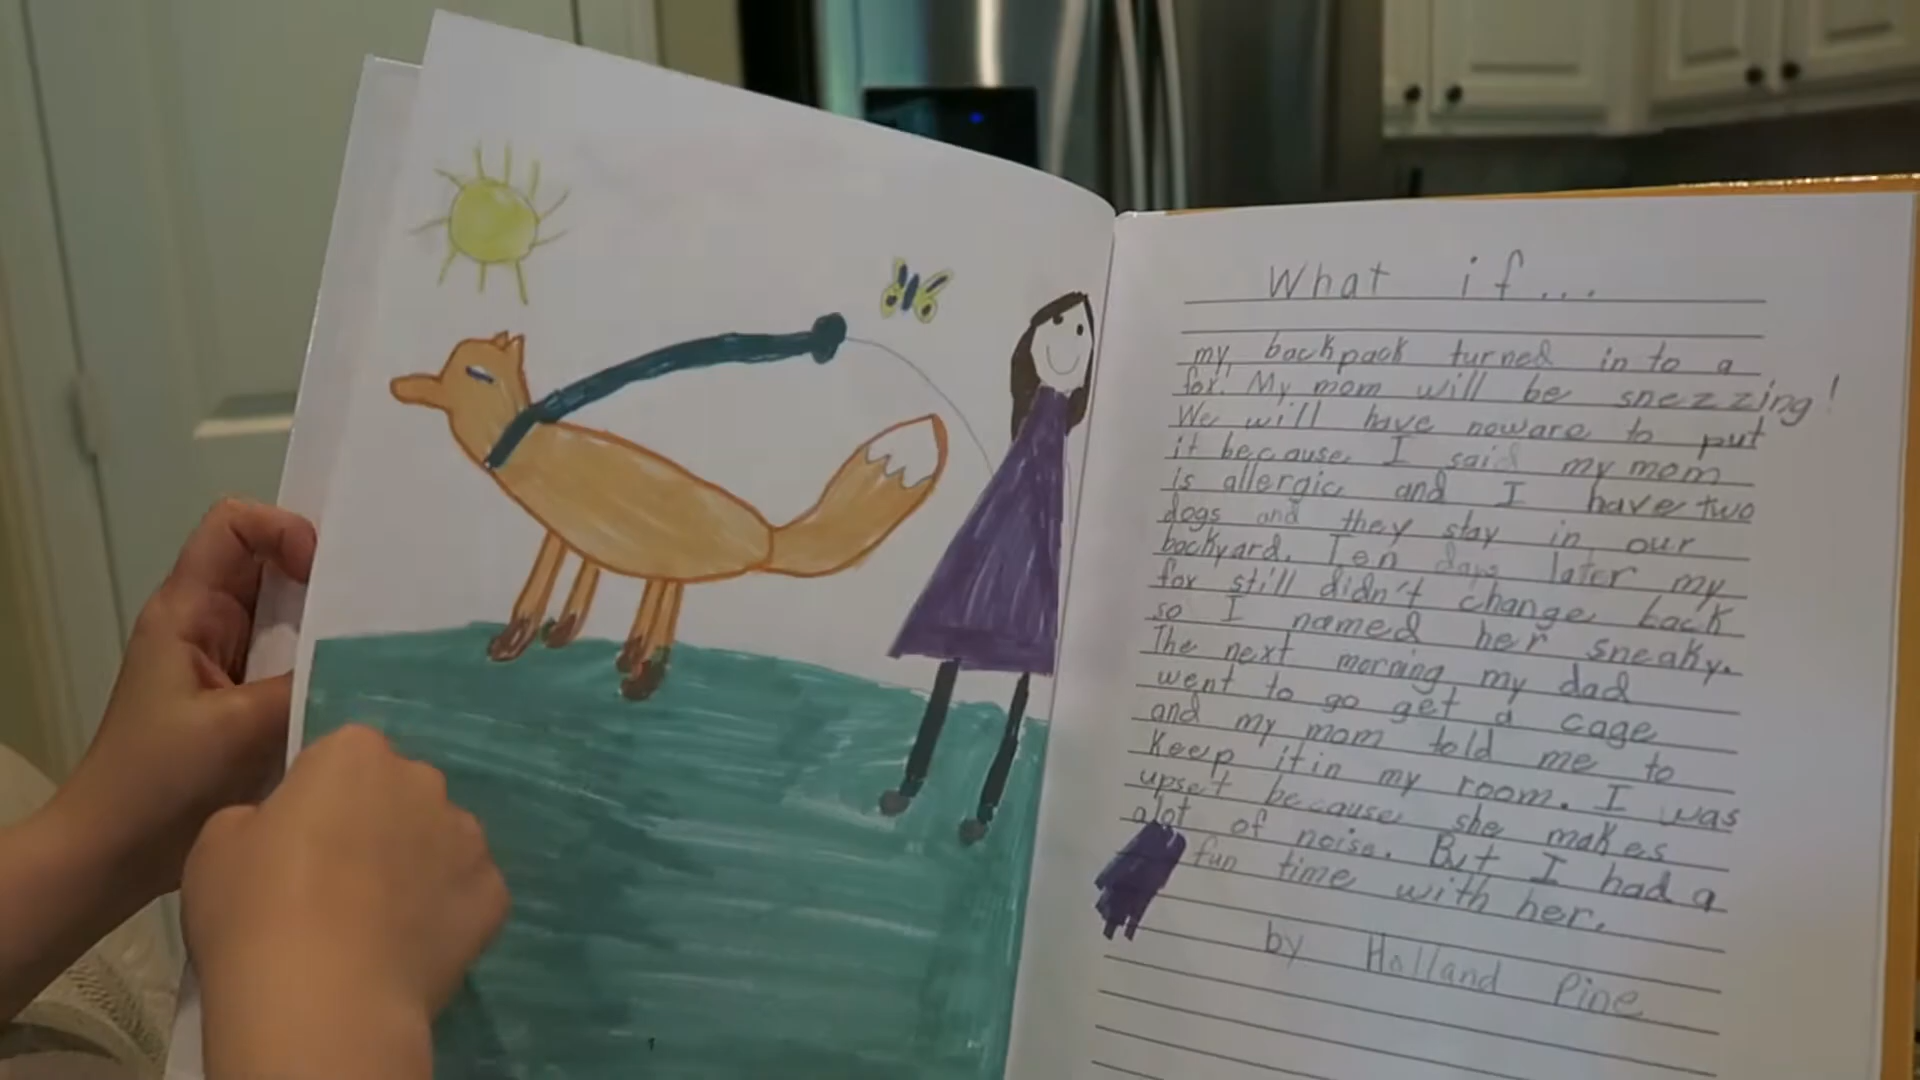 What if...
my backpack turned in to a
fox. My mom will be snezzing!
We will have noware to put
it because I said my mom
is allergic and I have two
dogs and they stay in our
backyard. Ten days later my
fox still didn't change back
so I named her sneaky.
The next morning my dad
went to go get a cage
and my mom told me to
keep it in my room. I was
upset because she makes
alot of noise. But I had a
fun time with her.
by Holland Pine